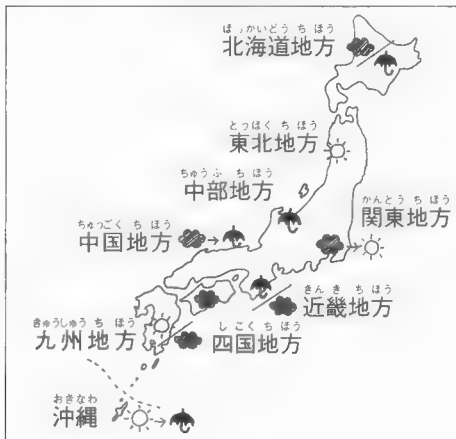 ほっかいどう ち ほう
北海道地方
とうほく ち ほう
東北地方
ちゅうぶ ち ほう
中部地方
かんとう ち ほう
関東地方
ちゅうごく ち ほう
中国地方
きんき ち ほう
近畿地方
きゅうしゅう ち ほう
九州地方
しこく ち ほう
四国地方
おきなわ
沖縄